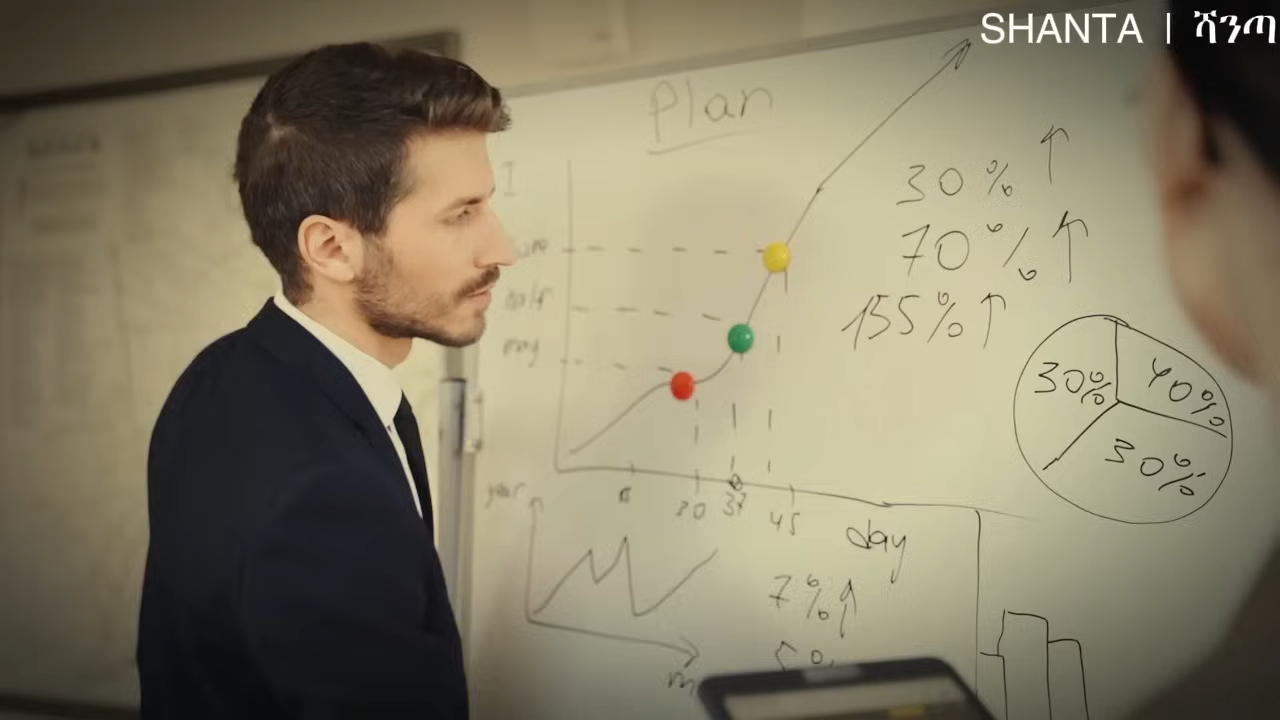 SHANTA | ሻንጣ
Plan
30% ↑
70% ↑
155% ↑
30%
40%
30%
30
37
45
day
year
7% ↑